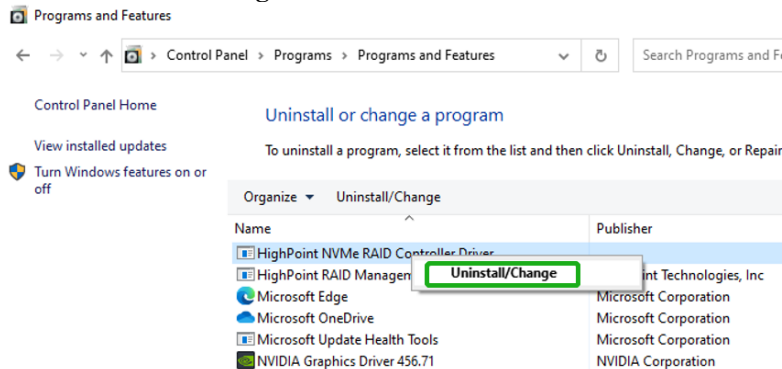 Programs and Features
Control Panel > Programs > Programs and Features
Search Programs and
Control Panel Home
Uninstall or change a program
View installed updates
To uninstall a program, select it from the list and then click Uninstall, Change, or Repair
Turn Windows features on or
off
Organize Uninstall/Change
Name Publisher
HighPoint NVMe RAID Controller Driver
HighPoint RAID Uninstall/Change Technologies, Inc
Microsoft Edge Microsoft Corporation
Microsoft OneDrive Microsoft Corporation
Microsoft Update Health Tools Microsoft Corporation
NVIDIA Graphics Driver 456.71 NVIDIA Corporation